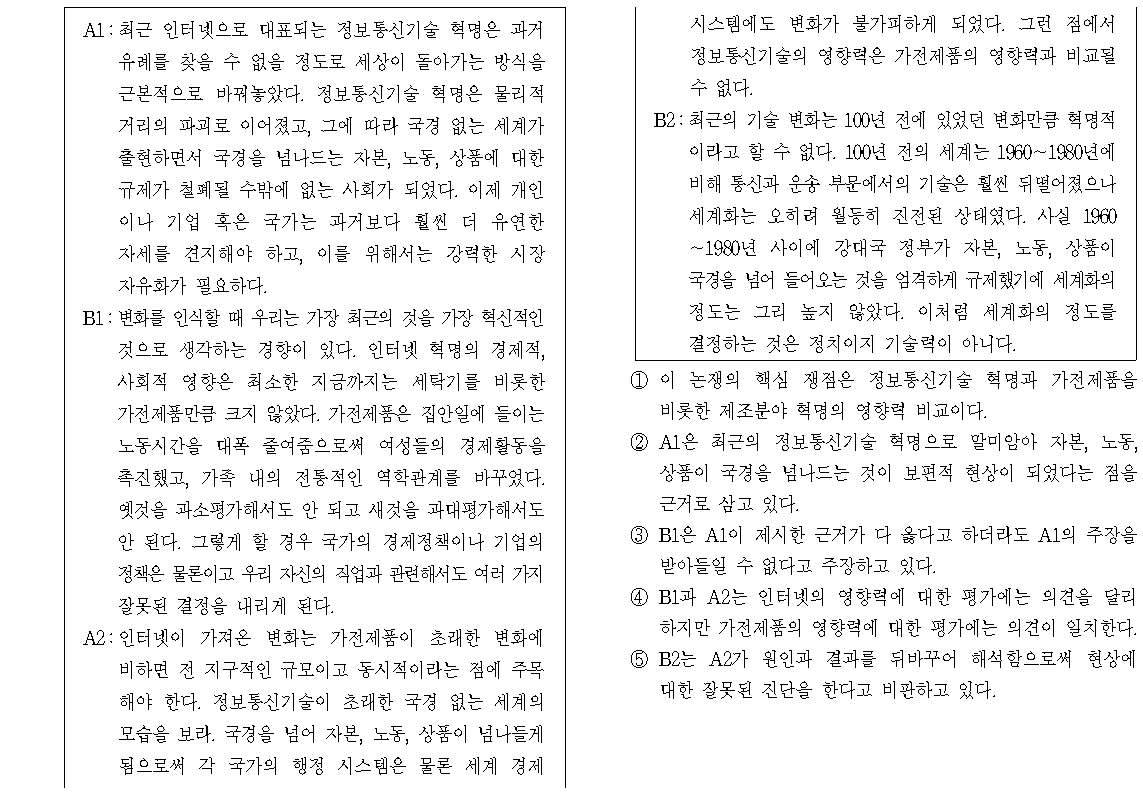 A1 : 최근 인터넷으로 대표되는 정보통신기술 혁명은 과거
유례를 찾을 수 없을 정도로 세상이 돌아가는 방식을
근본적으로 바꿔놓았다. 정보통신기술 혁명은 물리적
거리의 파괴로 이어졌고, 그에 따라 국경 없는 세계가
출현하면서 국경을 넘나드는 자본, 노동, 상품에 대한
규제가 철폐될 수밖에 없는 사회가 되었다. 이제 개인
이나 기업 혹은 국가는 과거보다 훨씬 더 유연한
자세를 견지해야 하고, 이를 위해서는 강력한 시장
자유화가 필요하다.
B1 : 변화를 인식할 때 우리는 가장 최근의 것을 가장 혁신적인
것으로 생각하는 경향이 있다. 인터넷 혁명의 경제적,
사회적 영향은 최소한 지금까지는 세탁기를 비롯한
가전제품만큼 크지 않았다. 가전제품은 집안일에 들이는
노동시간을 대폭 줄여줌으로써 여성들의 경제활동을
촉진했고, 가족 내의 전통적인 역학관계를 바꾸었다.
옛것을 과소평가해서도 안 되고 새것을 과대평가해서도
안 된다. 그렇게 할 경우 국가의 경제정책이나 기업의
정책은 물론이고 우리 자신의 직업과 관련해서도 여러 가지
잘못된 결정을 내리게 된다.
A2 : 인터넷이 가져온 변화는 가전제품이 초래한 변화에
비하면 전 지구적인 규모이고 동시적이라는 점에 주목
해야 한다. 정보통신기술이 초래한 국경 없는 세계의
모습을 보라. 국경을 넘어 자본, 노동, 상품이 넘나들게
됨으로써 각 국가의 행정 시스템은 물론 세계 경제
시스템에도 변화가 불가피하게 되었다. 그런 점에서
정보통신기술의 영향력은 가전제품의 영향력과 비교될
수 없다.
B2 : 최근의 기술 변화는 100년 전에 있었던 변화만큼 혁명적
이라고 할 수 없다. 100년 전의 세계는 1960~1980년에
비해 통신과 운송 부문에서의 기술은 훨씬 뒤떨어졌으나
세계화는 오히려 월등히 진전된 상태였다. 사실 1960
~1980년 사이에 강대국 정부가 자본, 노동, 상품이
국경을 넘어 들어오는 것을 엄격하게 규제했기에 세계화의
정도는 그리 높지 않았다. 이처럼 세계화의 정도를
결정하는 것은 정치이지 기술력이 아니다.
① 이 논쟁의 핵심 쟁점은 정보통신기술 혁명과 가전제품을
비롯한 제조분야 혁명의 영향력 비교이다.
② A1은 최근의 정보통신기술 혁명으로 말미암아 자본, 노동,
상품이 국경을 넘나드는 것이 보편적 현상이 되었다는 점을
근거로 삼고 있다.
③ B1은 A1이 제시한 근거가 다 옳다고 하더라도 A1의 주장을
받아들일 수 없다고 주장하고 있다.
④ B1과 A2는 인터넷의 영향력에 대한 평가에는 의견을 달리
하지만 가전제품의 영향력에 대한 평가에는 의견이 일치한다.
⑤ B2는 A2가 원인과 결과를 뒤바꾸어 해석함으로써 현상에
대한 잘못된 진단을 한다고 비판하고 있다.